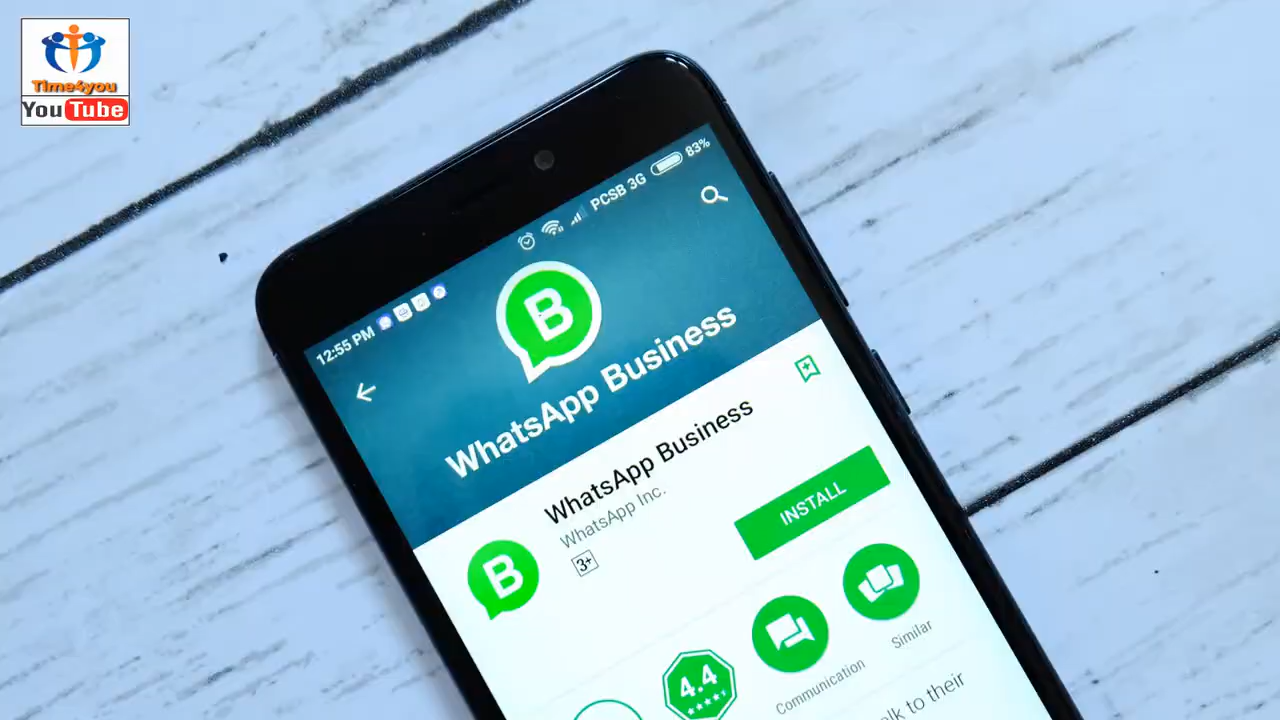 Time4you
YouTube
12:55 PM
PCSB 3G 83%
B
WhatsApp Business
WhatsApp Business
WhatsApp Inc.
3+
INSTALL
B
4.4
Communication
Similar
to their